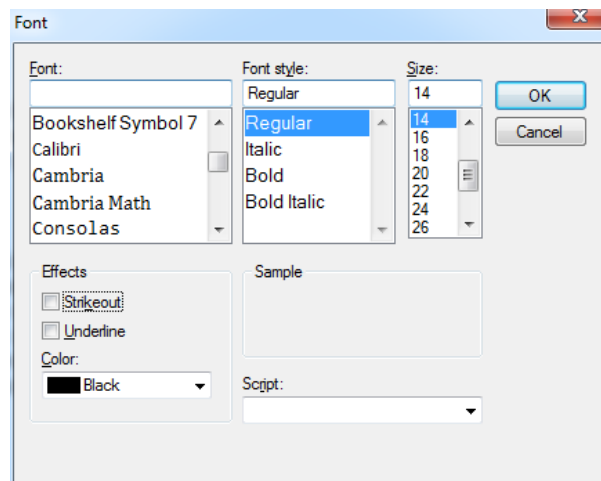 Font
Font:
Font style:
Size:
Regular
14
OK
Cancel
Bookshelf Symbol 7
Calibri
Cambria
Cambria Math
Consolas
Regular
Italic
Bold
Bold Italic
14
16
18
20
22
24
26
Effects
Strikeout
Underline
Color:
Black
Sample
Script: